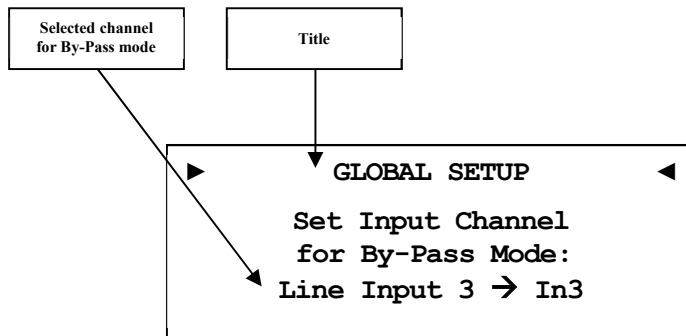 Selected channel
for By-Pass mode
Title
► GLOBAL SETUP ◄
Set Input Channel
for By-Pass Mode:
Line Input 3 → In3